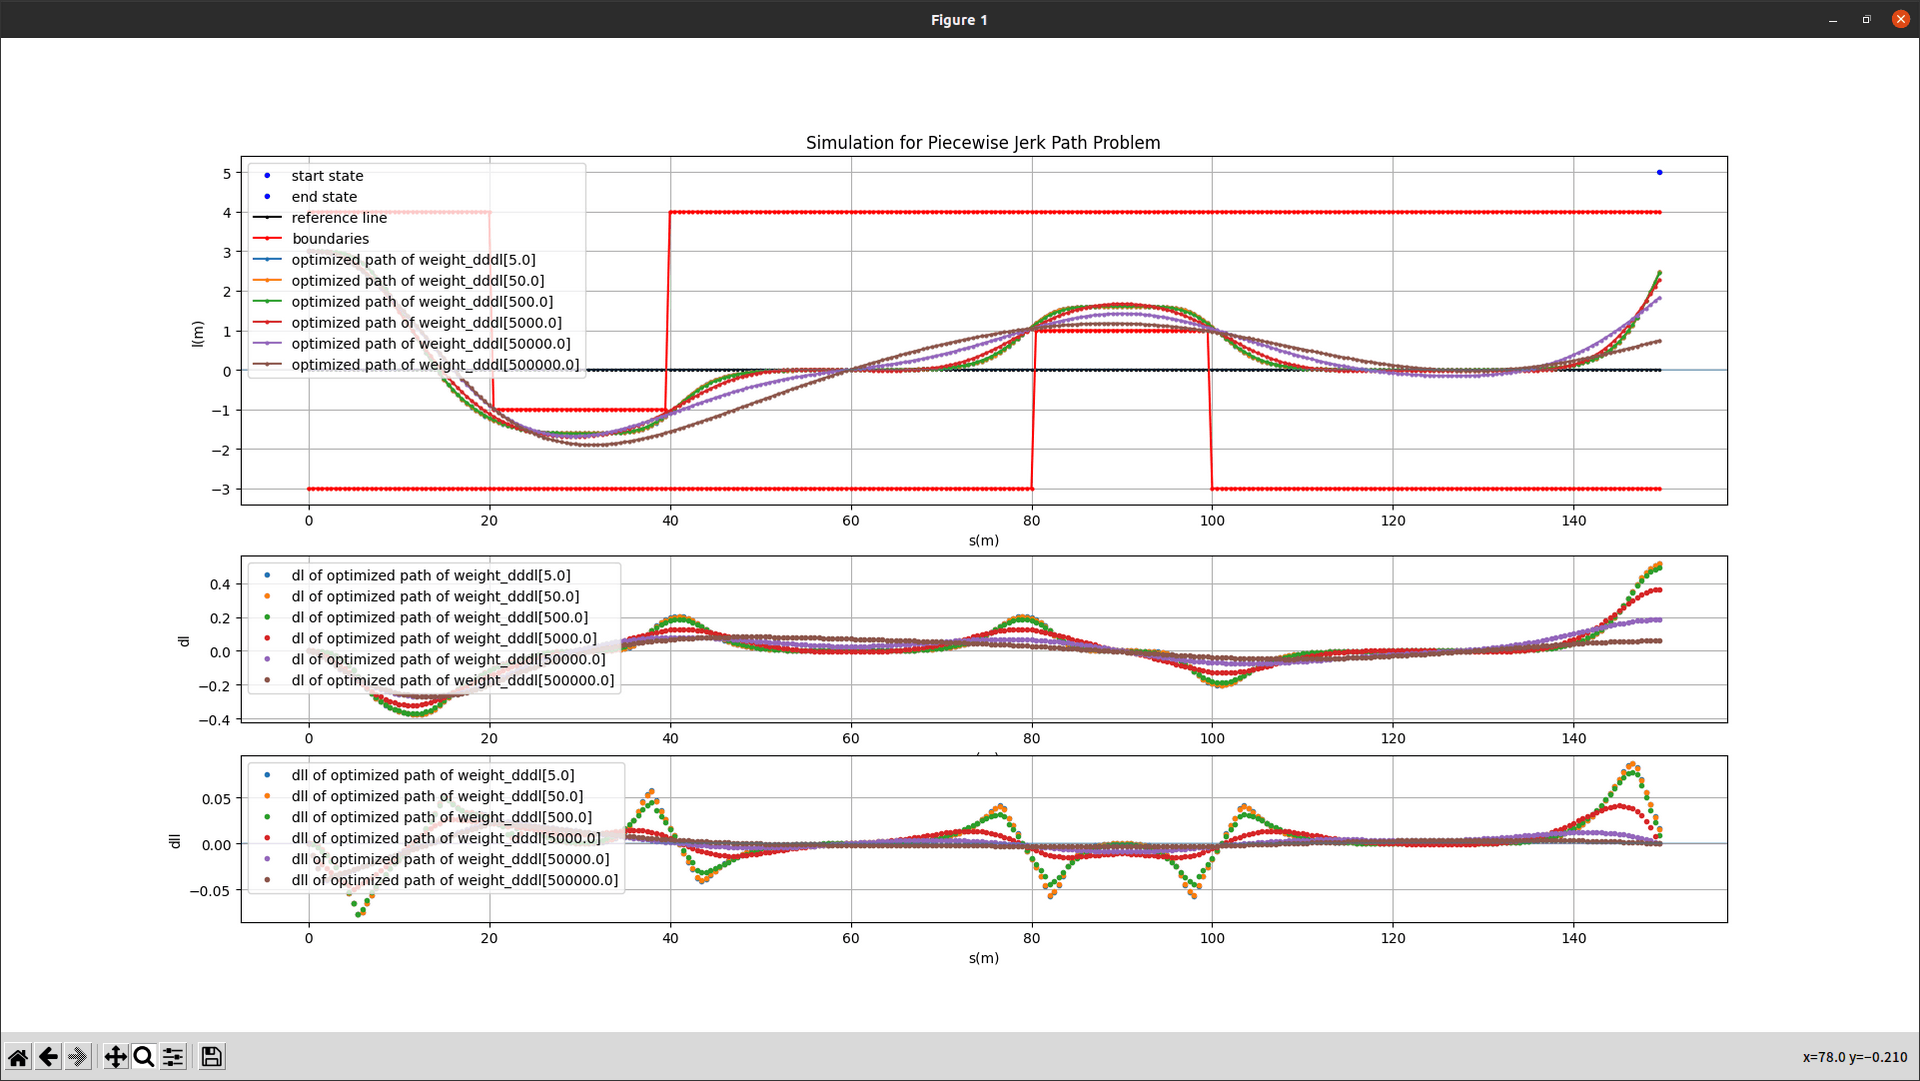 Figure 1
Simulation for Piecewise Jerk Path Problem
5
4
3
2
1
0
−1
−2
−3
l(m)
start state
end state
reference line
boundaries
optimized path of weight_dddl[5.0]
optimized path of weight_dddl[50.0]
optimized path of weight_dddl[500.0]
optimized path of weight_dddl[5000.0]
optimized path of weight_dddl[50000.0]
optimized path of weight_dddl[500000.0]
0 20 40 60 80 100 120 140
s(m)
0.4
0.2
0.0
−0.2
−0.4
dl
dl of optimized path of weight_dddl[5.0]
dl of optimized path of weight_dddl[50.0]
dl of optimized path of weight_dddl[500.0]
dl of optimized path of weight_dddl[5000.0]
dl of optimized path of weight_dddl[50000.0]
dl of optimized path of weight_dddl[500000.0]
0 20 40 60 80 100 120 140
0.05
0.00
−0.05
dll
dll of optimized path of weight_dddl[5.0]
dll of optimized path of weight_dddl[50.0]
dll of optimized path of weight_dddl[500.0]
dll of optimized path of weight_dddl[5000.0]
dll of optimized path of weight_dddl[50000.0]
dll of optimized path of weight_dddl[500000.0]
0 20 40 60 80 100 120 140
s(m)
x=78.0 y=−0.210